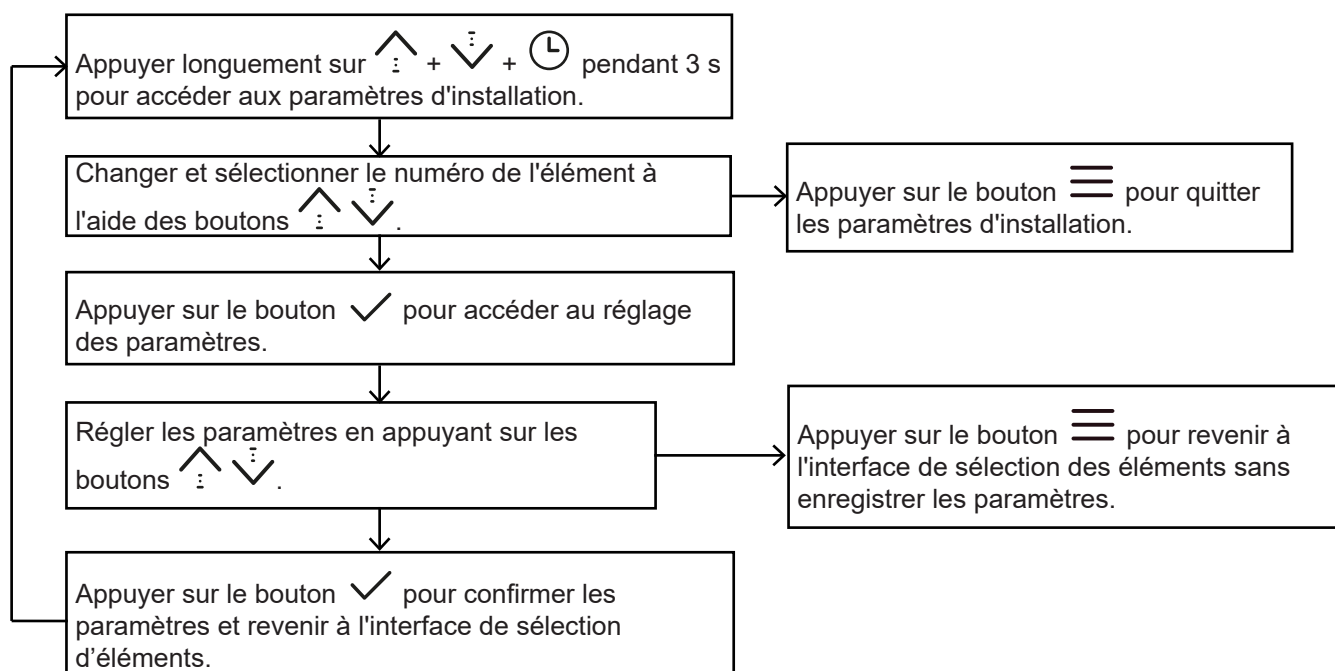 Appuyer longuement sur + + pendant 3 s
pour accéder aux paramètres d'installation.
Changer et sélectionner le numéro de l'élément à
l'aide des boutons .
Appuyer sur le bouton pour quitter
les paramètres d'installation.
Appuyer sur le bouton pour accéder au réglage
des paramètres.
Régler les paramètres en appuyant sur les
boutons .
Appuyer sur le bouton pour revenir à
l'interface de sélection des éléments sans
enregistrer les paramètres.
Appuyer sur le bouton pour confirmer les
paramètres et revenir à l'interface de sélection
d’éléments.